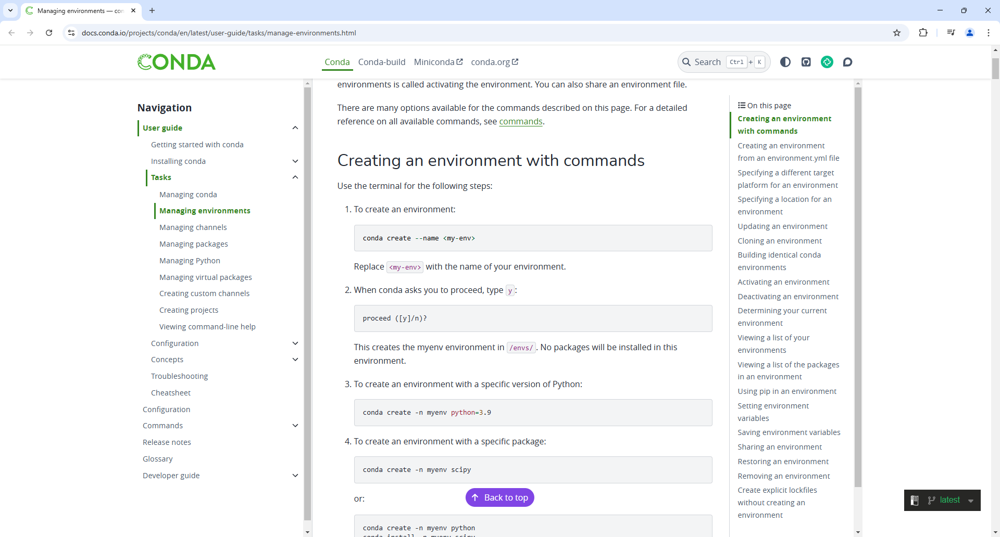 Managing environments — con
docs.conda.io/projects/conda/en/latest/user-guide/tasks/manage-environments.html
CONDA
Conda
Conda-build
Miniconda
conda.org
Search Ctrl + K
Navigation
User guide
Getting started with conda
Installing conda
Tasks
Managing conda
Managing environments
Managing channels
Managing packages
Managing Python
Managing virtual packages
Creating custom channels
Creating projects
Viewing command-line help
Configuration
Concepts
Troubleshooting
Cheatsheet
Configuration
Commands
Release notes
Glossary
Developer guide
environments is called activating the environment. You can also share an environment file.
There are many options available for the commands described on this page. For a detailed
reference on all available commands, see commands.
Creating an environment with commands
Use the terminal for the following steps:
1. To create an environment:
conda create --name <my-env>
Replace <my-env> with the name of your environment.
2. When conda asks you to proceed, type y:
proceed ([y]/n)?
This creates the myenv environment in /envs/. No packages will be installed in this
environment.
3. To create an environment with a specific version of Python:
conda create -n myenv python=3.9
4. To create an environment with a specific package:
conda create -n myenv scipy
or:
conda create -n myenv python
conda install -n myenv scipy
Back to top
On this page
Creating an environment
with commands
Creating an environment
from an environment.yml file
Specifying a different target
platform for an environment
Specifying a location for an
environment
Updating an environment
Cloning an environment
Building identical conda
environments
Activating an environment
Deactivating an environment
Determining your current
environment
Viewing a list of your
environments
Viewing a list of the packages
in an environment
Using pip in an environment
Setting environment
variables
Saving environment variables
Sharing an environment
Restoring an environment
Removing an environment
Create explicit lockfiles
without creating an
environment
latest